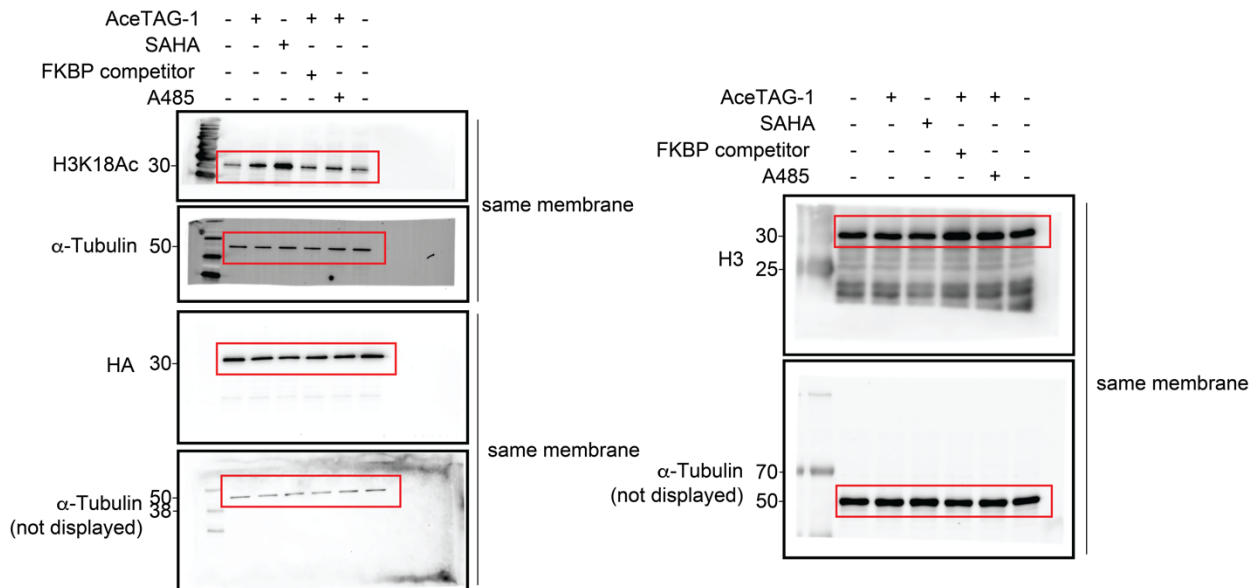 AceTAG-1 - + - + + -
SAHA - - + - - -
FKBP competitor - - - + - -
A485 - - - - + -
H3K18Ac 30-
same membrane
α-Tubulin 50-
HA 30-
same membrane
α-Tubulin
(not displayed)
50-
38-
AceTAG-1 - + - + + -
SAHA - - + - - -
FKBP competitor - - - + - -
A485 - - - - + -
H3
30-
25-
same membrane
α-Tubulin
(not displayed)
70-
50-